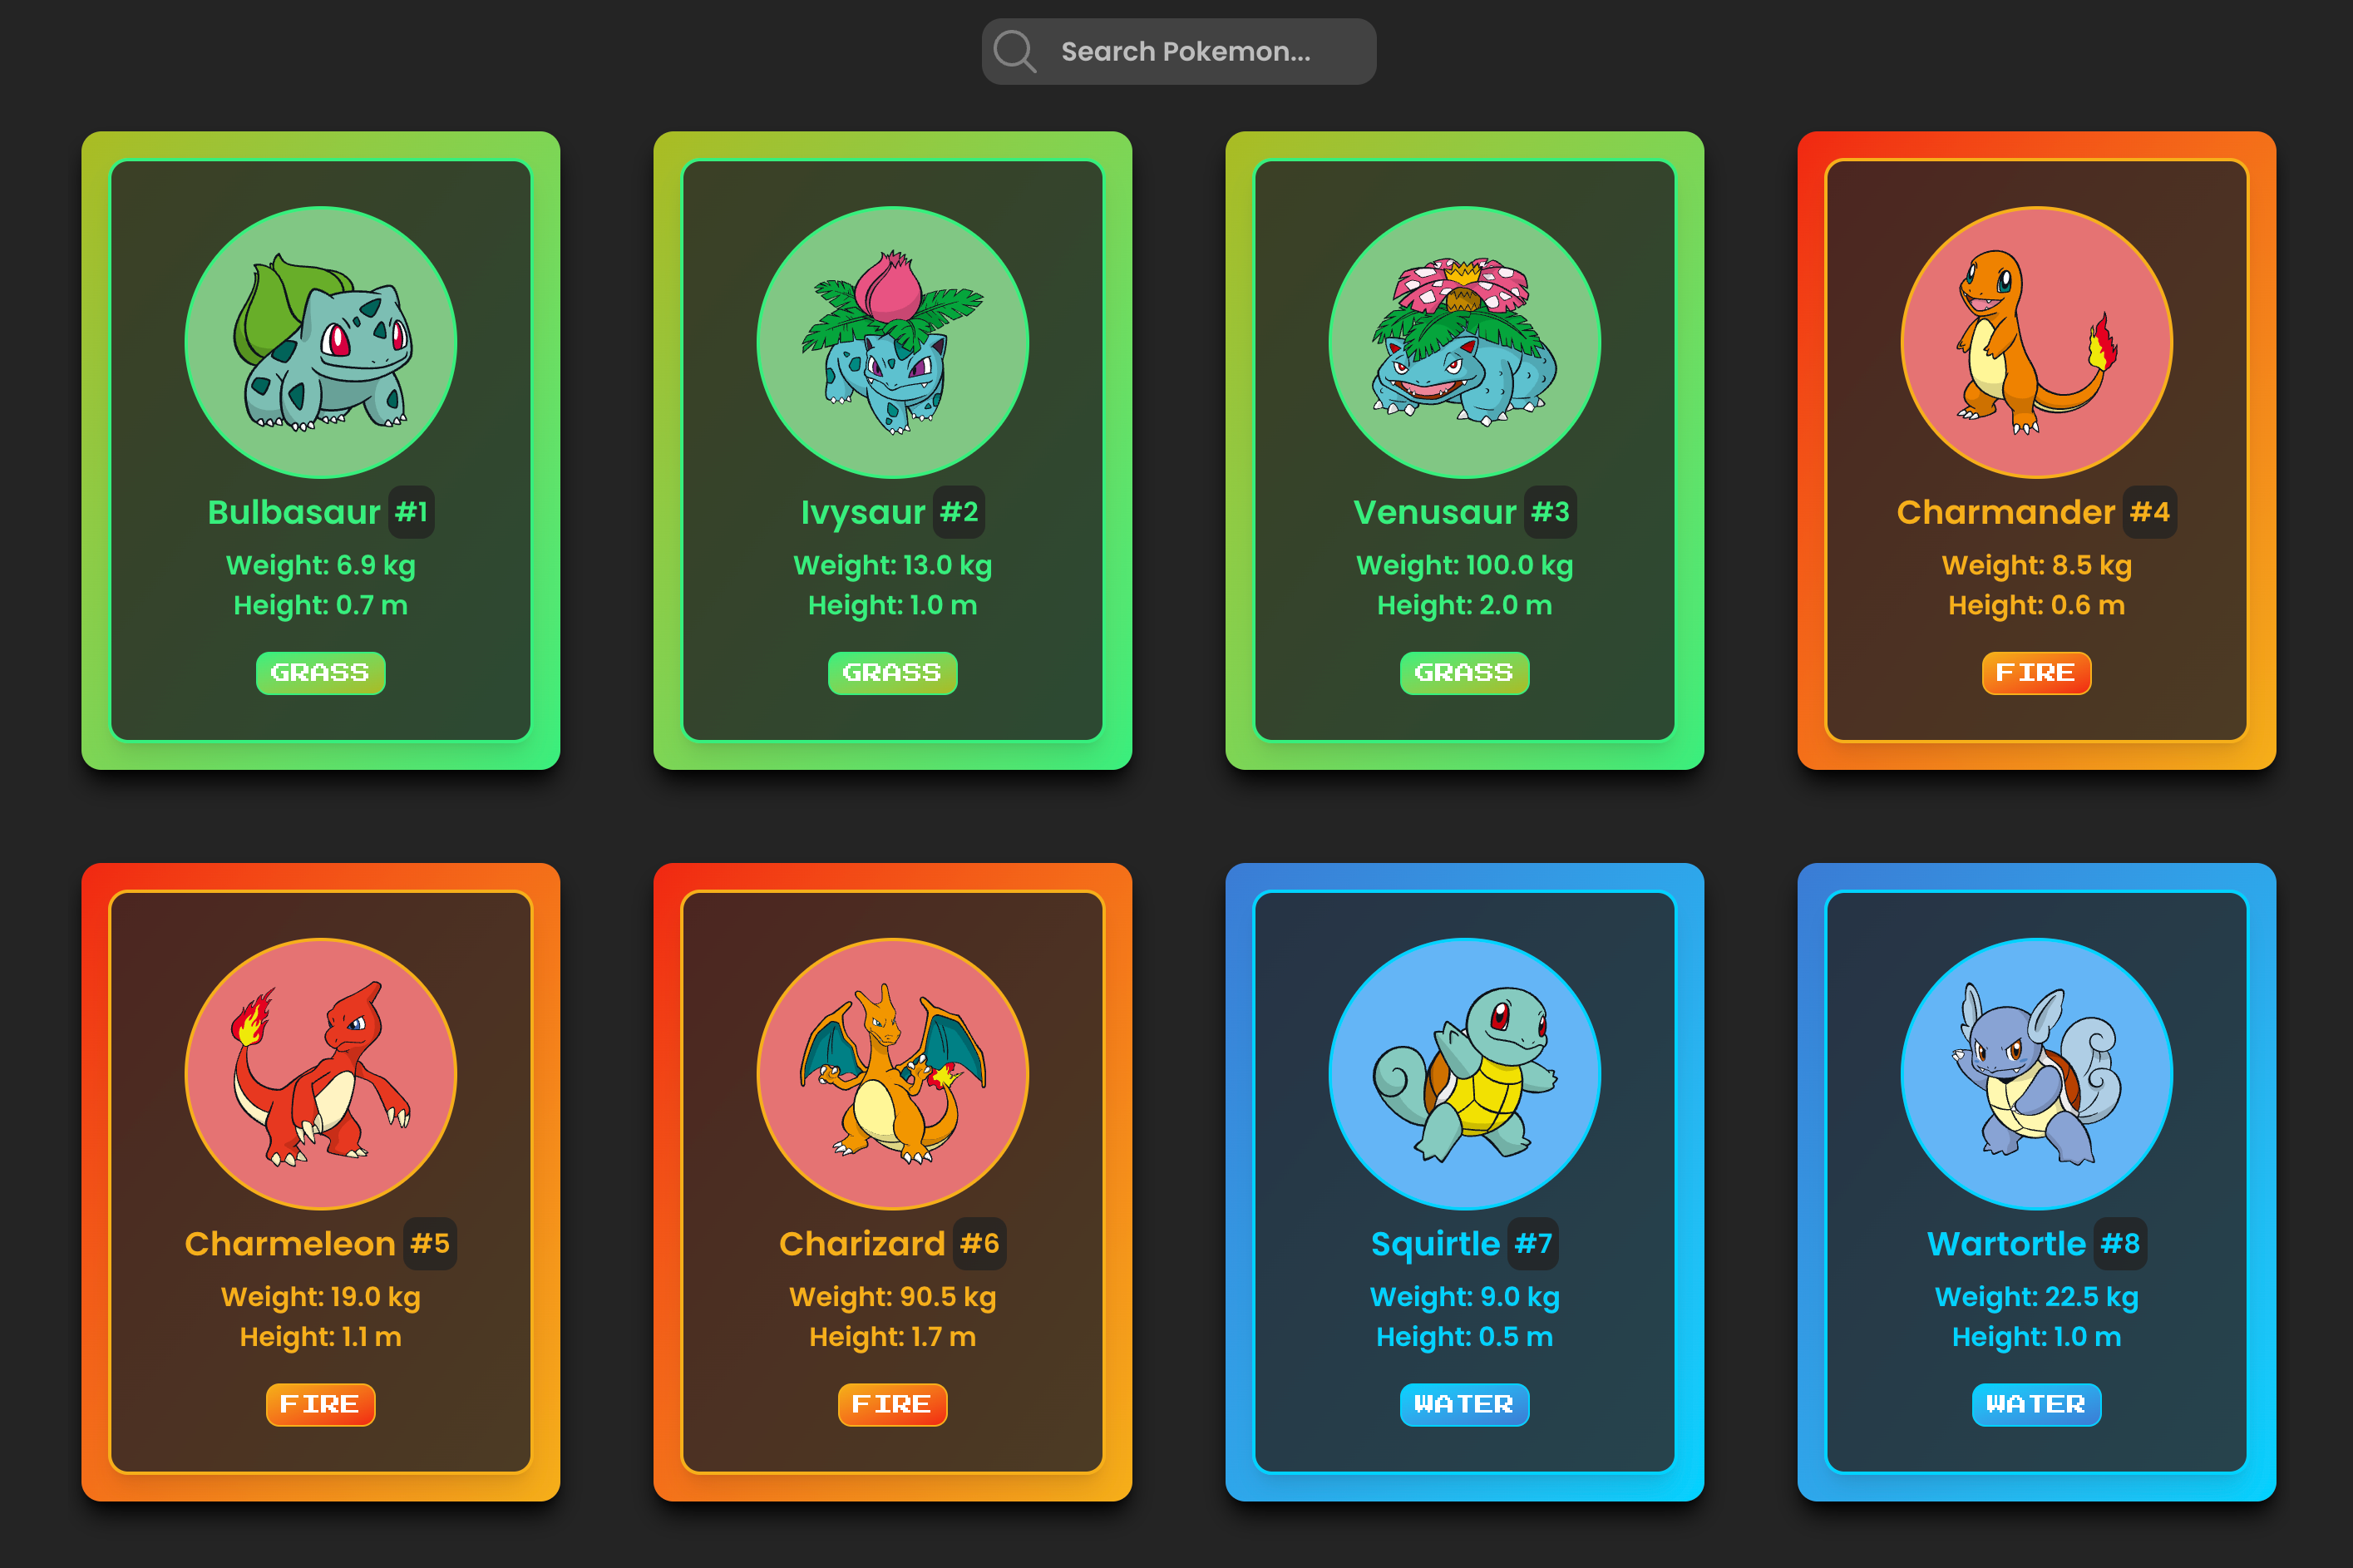 Search Pokemon...
Bulbasaur #1
Weight: 6.9 kg
Height: 0.7 m
GRASS
Ivysaur #2
Weight: 13.0 kg
Height: 1.0 m
GRASS
Venusaur #3
Weight: 100.0 kg
Height: 2.0 m
GRASS
Charmander #4
Weight: 8.5 kg
Height: 0.6 m
FIRE
Charmeleon #5
Weight: 19.0 kg
Height: 1.1 m
FIRE
Charizard #6
Weight: 90.5 kg
Height: 1.7 m
FIRE
Squirtle #7
Weight: 9.0 kg
Height: 0.5 m
WATER
Wartortle #8
Weight: 22.5 kg
Height: 1.0 m
WATER